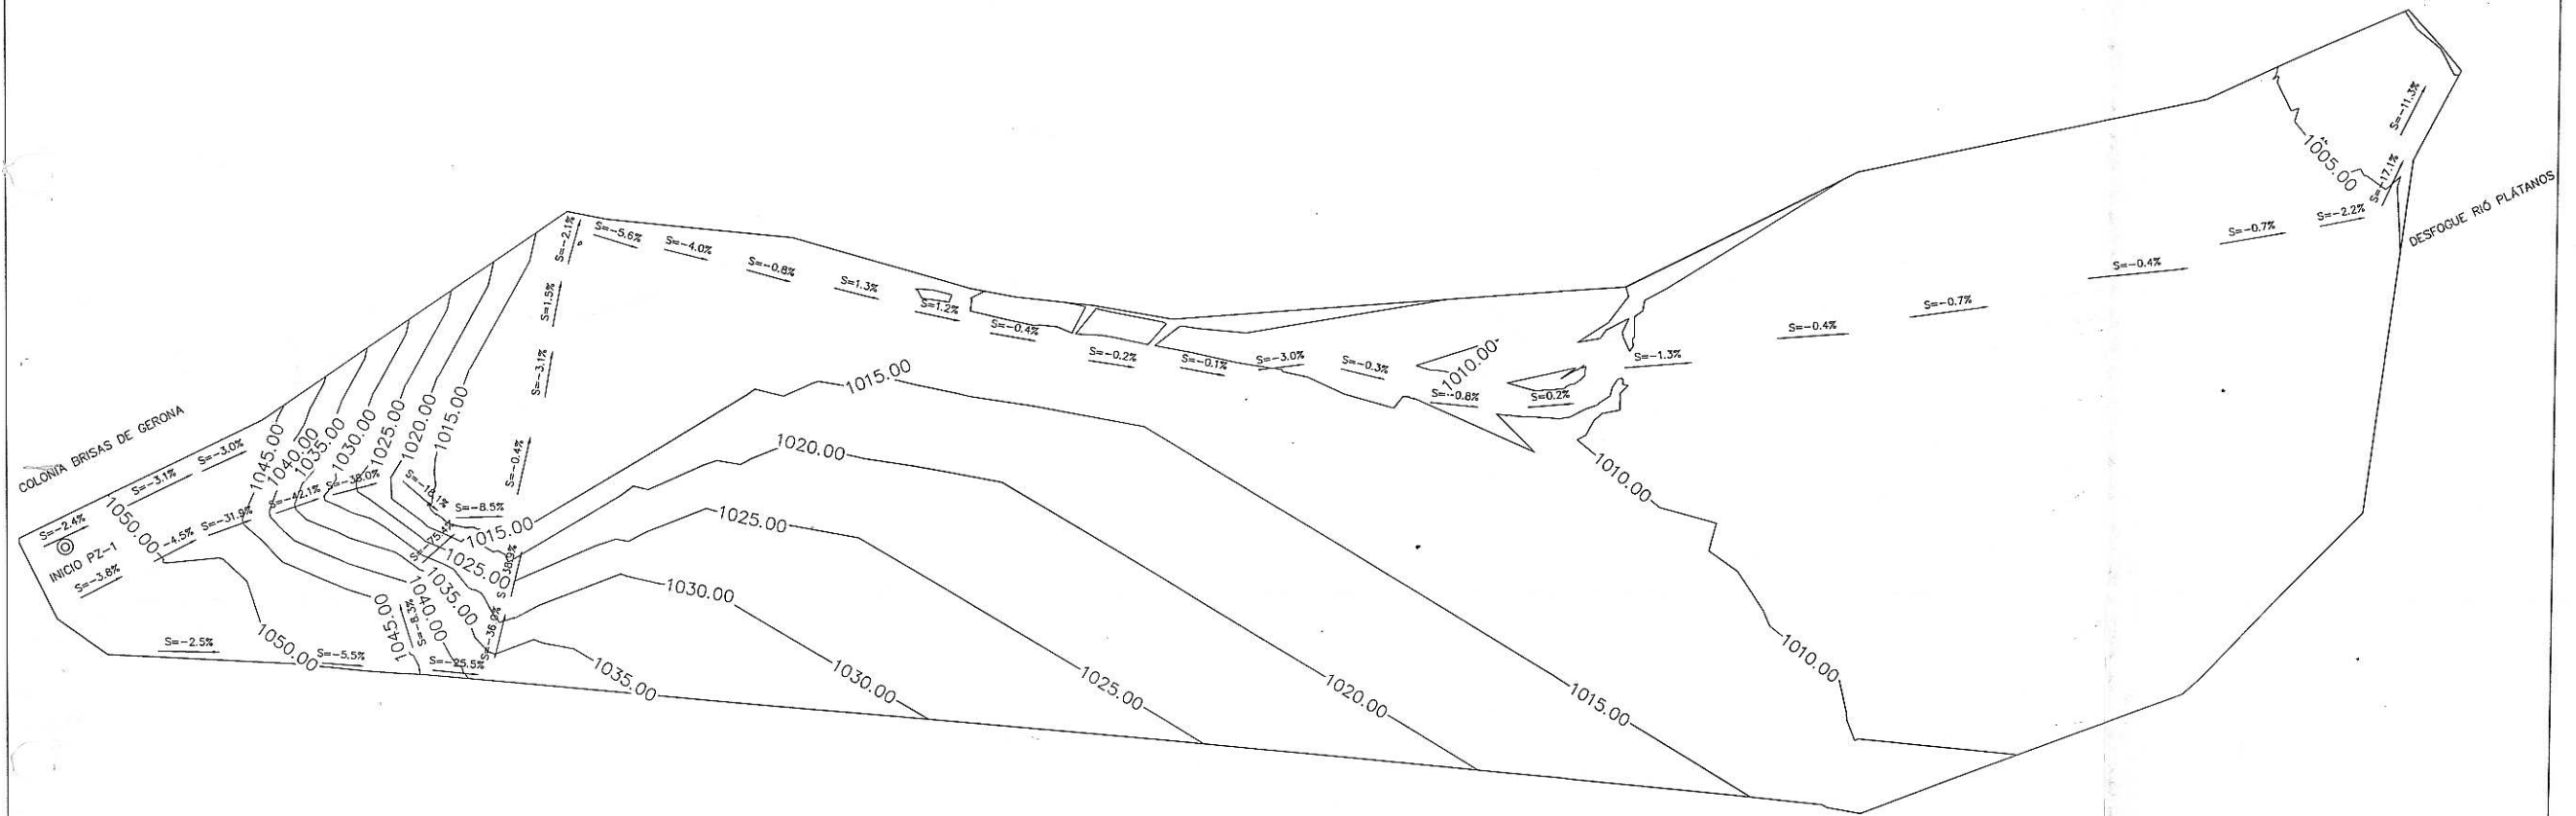 COLONIA BRISAS DE GERONA
S=-2.4%
S=-3.1%
S=-3.0%
INICIO PZ-1
S=-3.8%
1050.00
-4.5%
S=-31.9%
S=-42.1%
S=-38.0%
1045.00
1040.00
1035.00
1030.00
1025.00
1020.00
1015.00
S=-8.5%
1015.00
1025.00
1035.00
1040.00
1045.00
S=-8.3%
S=-36.0%
S=-2.5%
1050.00
S=-5.5%
S=-25.5%
S=-0.4%
S=-3.1%
S=1.5%
S=-2.1%
S=-5.6%
S=-4.0%
S=-0.8%
S=1.3%
S=1.2%
S=-0.4%
S=-0.2%
S=-0.1%
S=-3.0%
S=-0.3%
1010.00
S=-0.8%
S=0.2%
S=-1.3%
S=-0.4%
S=-0.7%
S=-0.4%
S=-0.7%
S=-2.2%
S=-17.1%
S=-11.3%
1005.00
DESFOGUE RIÓ PLÁTANOS
1015.00
1020.00
1025.00
1030.00
1035.00
1030.00
1025.00
1020.00
1015.00
1010.00
1010.00